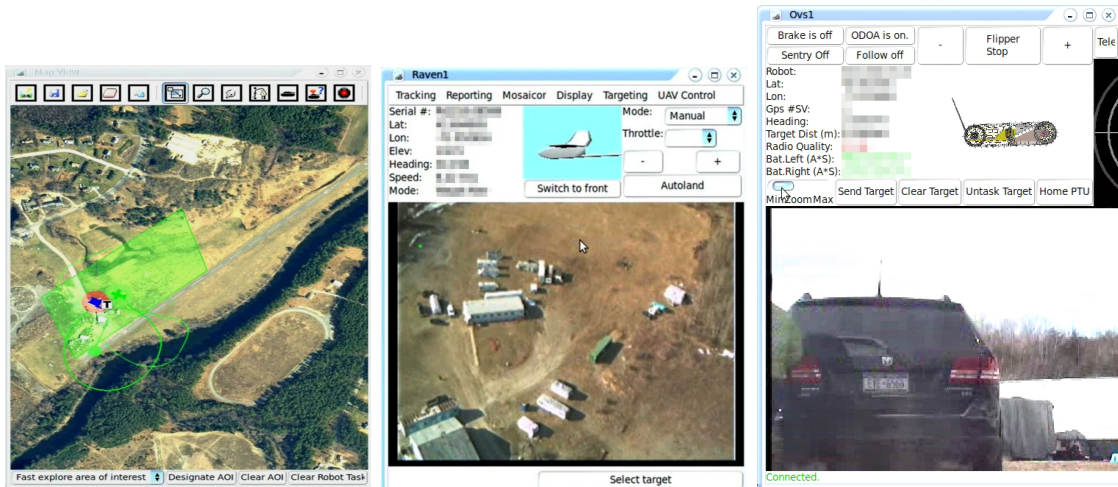 Map View
Fast explore area of interest
Designate AOI
Clear AOI
Clear Robot Task
Raven1
Tracking Reporting Mosaicor Display Targeting UAV Control
Serial #:
Lat:
Lon:
Elev:
Heading:
Speed:
Mode:
Switch to front
Mode: Manual
Throttle:
- +
Autoland
Select target
Ovs1
Brake is off ODOA is on. - Flipper Stop + Tele
Sentry Off Follow off
Robot:
Lat:
Lon:
Gps #SV:
Heading:
Target Dist (m):
Radio Quality:
Bat.Left (A*S):
Bat.Right (A*S):
Send Target Clear Target Untask Target Home PTU
Min Zoom Max
Connected.